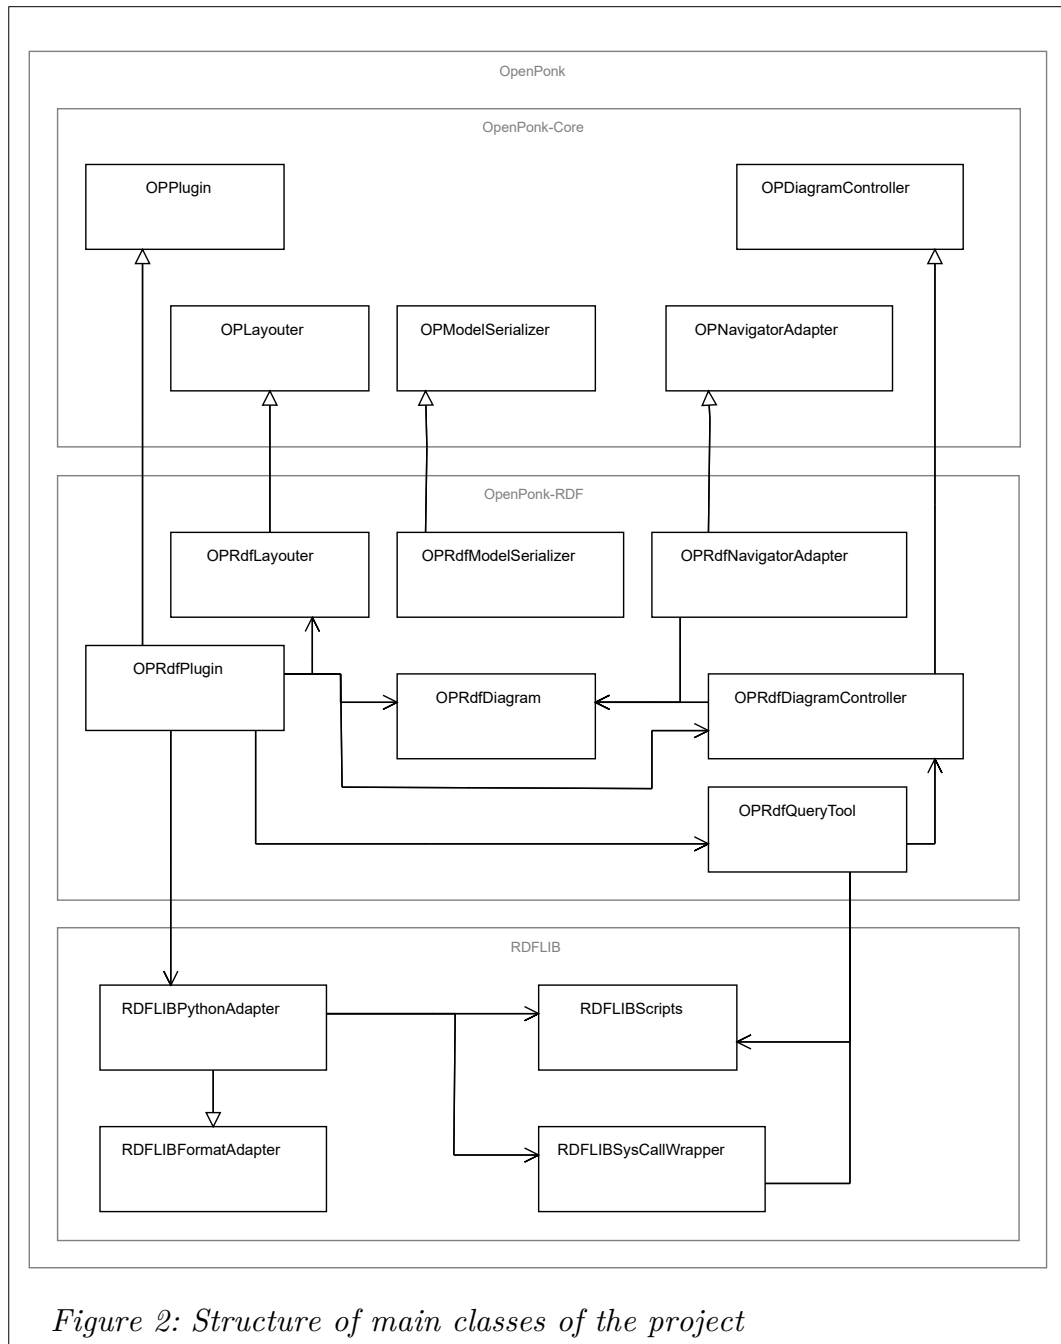 OpenPonk
OpenPonk-Core
OPPlugin
OPDiagramController
OPLayouter
OPModelSerializer
OPNavigatorAdapter
OpenPonk-RDF
OPRdfLayouter
OPRdfModelSerializer
OPRdfNavigatorAdapter
OPRdfPlugin
OPRdfDiagram
OPRdfDiagramController
OPRdfQueryTool
RDFLIB
RDFLIBPythonAdapter
RDFLIBScripts
RDFLIBFormatAdapter
RDFLIBSysCallWrapper
Figure 2: Structure of main classes of the project